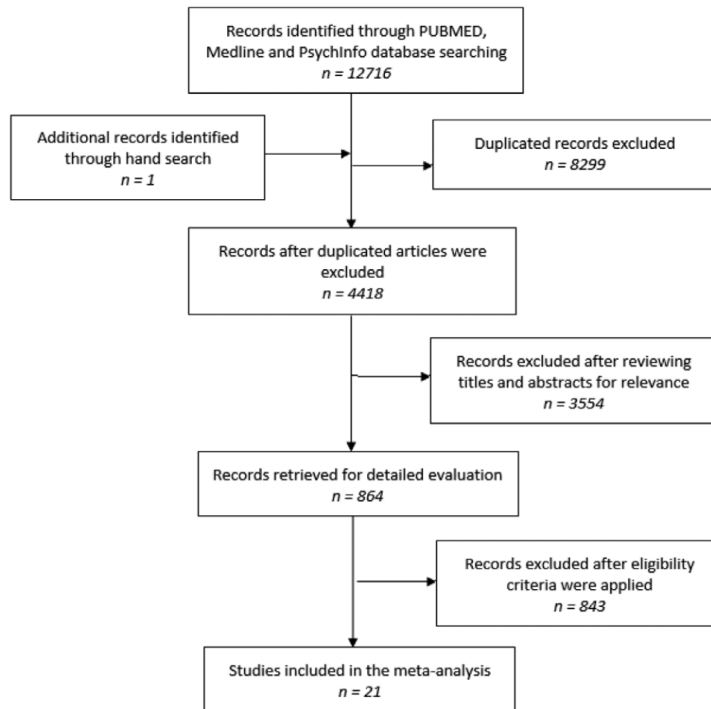 Records identified through PUBMED,
Medline and PsychInfo database searching
n = 12716
Additional records identified
through hand search
n = 1
Duplicated records excluded
n = 8299
Records after duplicated articles were
excluded
n = 4418
Records excluded after reviewing
titles and abstracts for relevance
n = 3554
Records retrieved for detailed evaluation
n = 864
Records excluded after eligibility
criteria were applied
n = 843
Studies included in the meta-analysis
n = 21